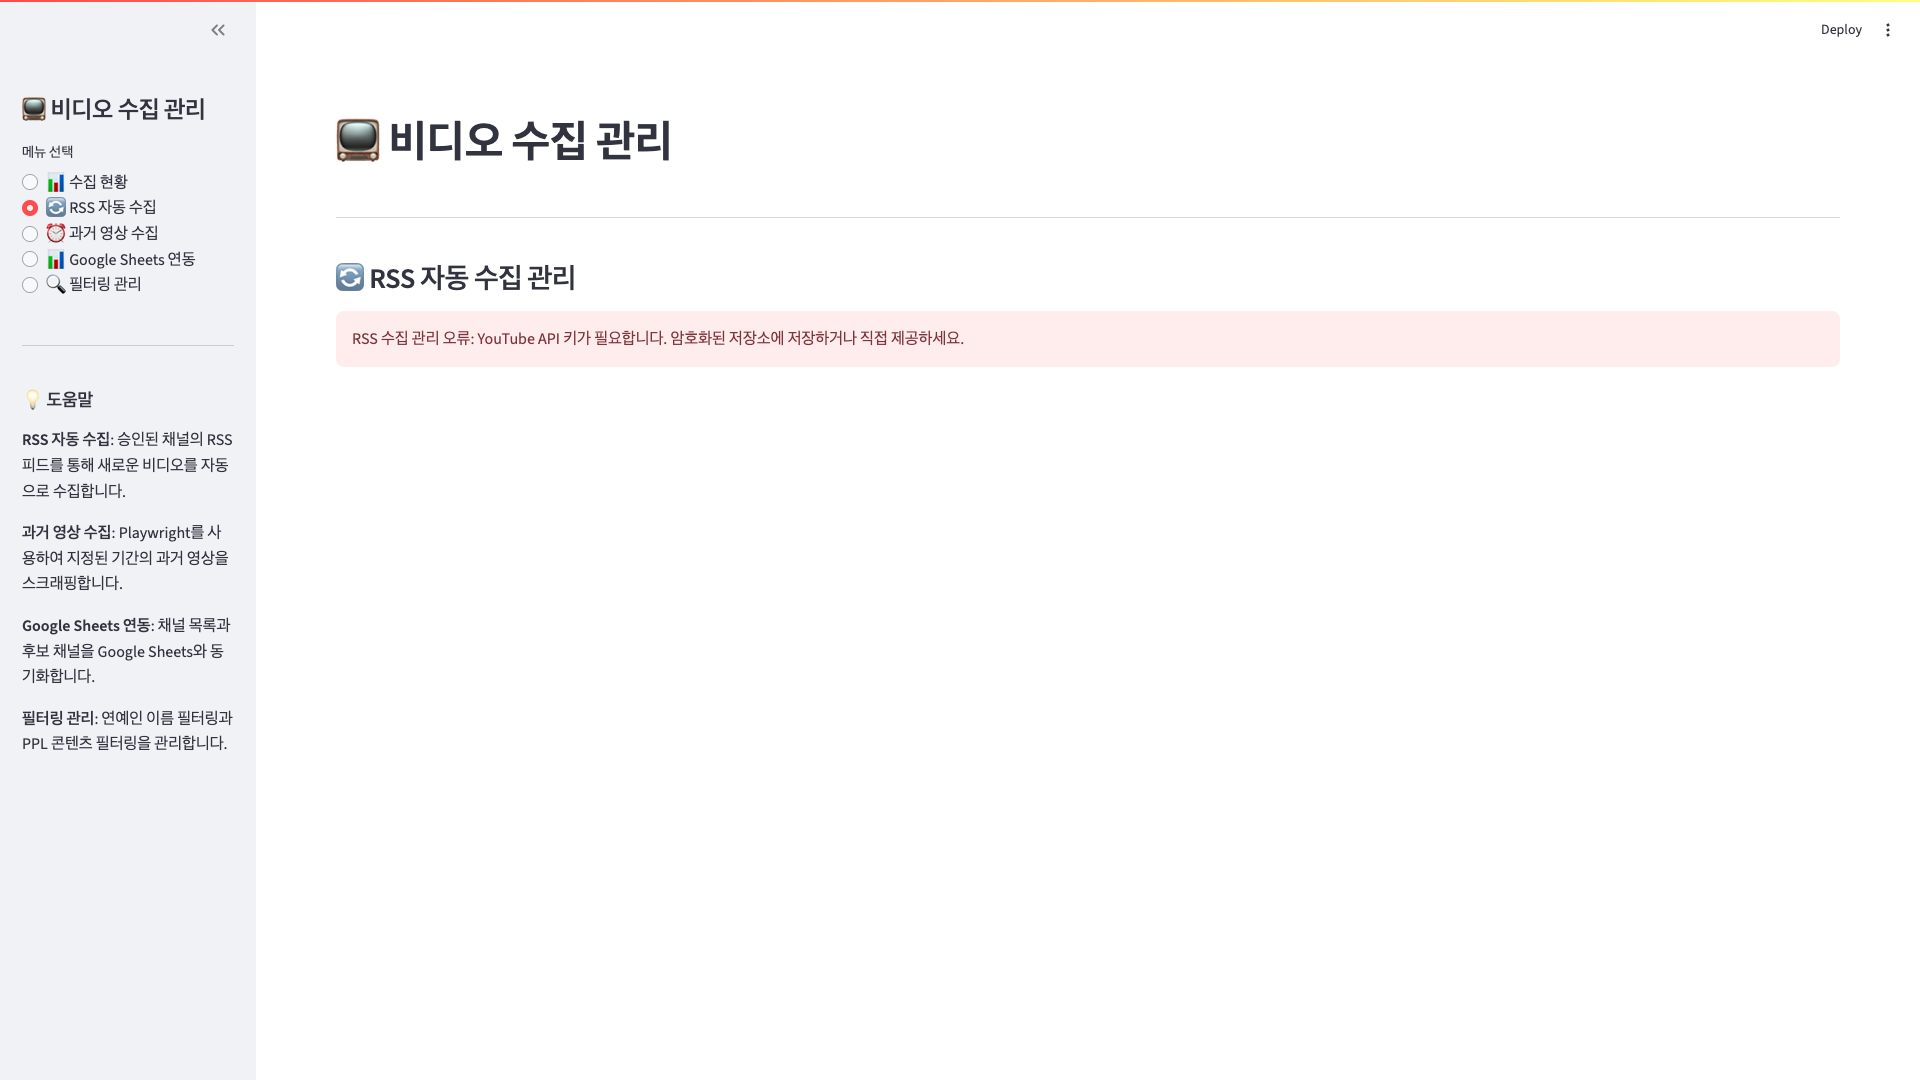 Deploy
비디오 수집 관리
메뉴 선택
수집 현황
RSS 자동 수집
과거 영상 수집
Google Sheets 연동
필터링 관리
도움말
RSS 자동 수집: 승인된 채널의 RSS
피드를 통해 새로운 비디오를 자동
으로 수집합니다.
과거 영상 수집: Playwright를 사
용하여 지정된 기간의 과거 영상을
스크래핑합니다.
Google Sheets 연동: 채널 목록과
후보 채널을 Google Sheets와 동
기화합니다.
필터링 관리: 연예인 이름 필터링과
PPL 콘텐츠 필터링을 관리합니다.
비디오 수집 관리
RSS 자동 수집 관리
RSS 수집 관리 오류: YouTube API 키가 필요합니다. 암호화된 저장소에 저장하거나 직접 제공하세요.